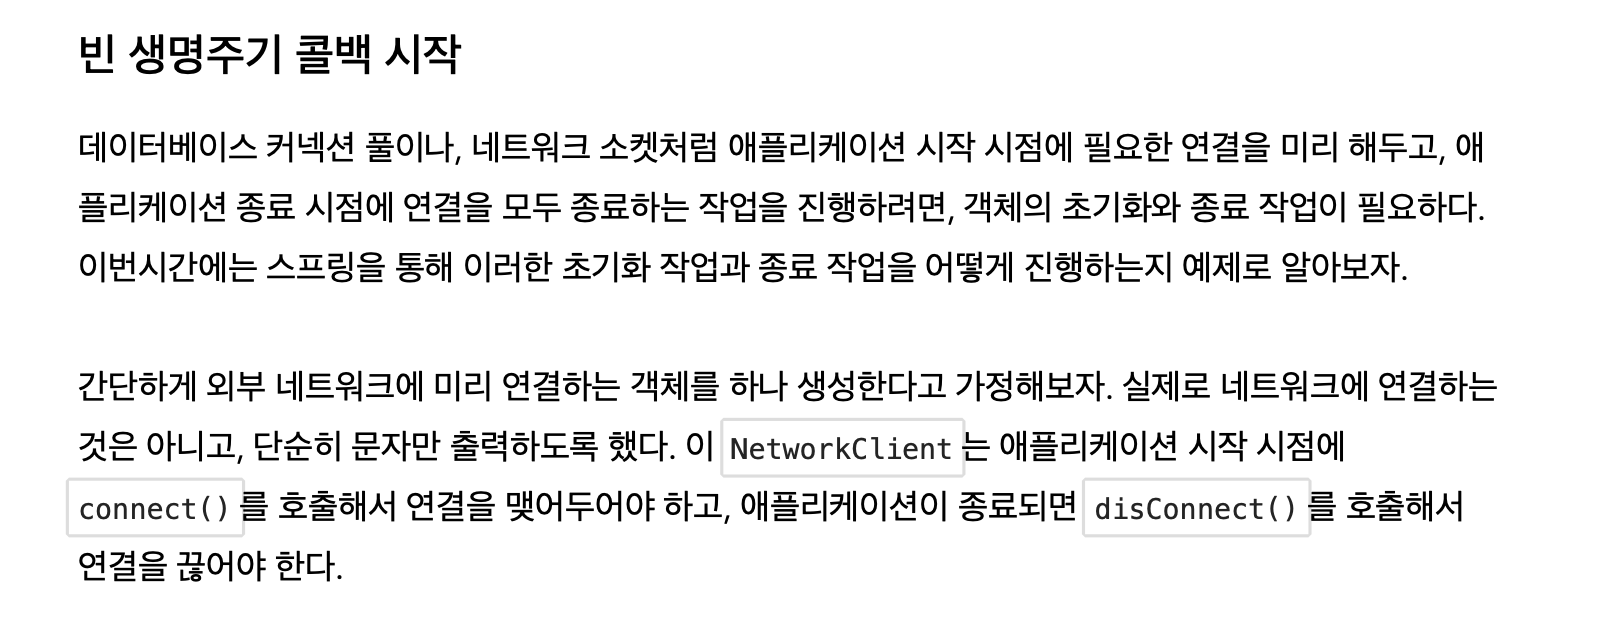 빈 생명주기 콜백 시작
데이터베이스 커넥션 풀이나, 네트워크 소켓처럼 애플리케이션 시작 시점에 필요한 연결을 미리 해두고, 애
플리케이션 종료 시점에 연결을 모두 종료하는 작업을 진행하려면, 객체의 초기화와 종료 작업이 필요하다.
이번시간에는 스프링을 통해 이러한 초기화 작업과 종료 작업을 어떻게 진행하는지 예제로 알아보자.
간단하게 외부 네트워크에 미리 연결하는 객체를 하나 생성한다고 가정해보자. 실제로 네트워크에 연결하는
것은 아니고, 단순히 문자만 출력하도록 했다. 이 NetworkClient 는 애플리케이션 시작 시점에
connect() 를 호출해서 연결을 맺어두어야 하고, 애플리케이션이 종료되면 disConnect() 를 호출해서
연결을 끊어야 한다.